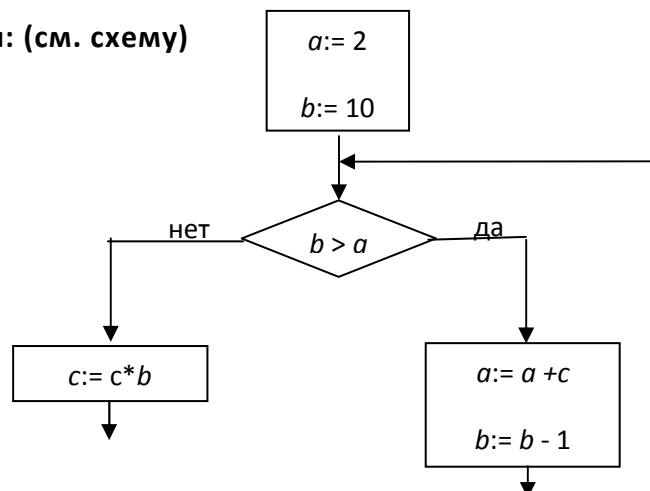 : (см. схему)
a:= 2
b:= 10
нет
b > a
да
c:= c*b
a:= a +c
b:= b - 1